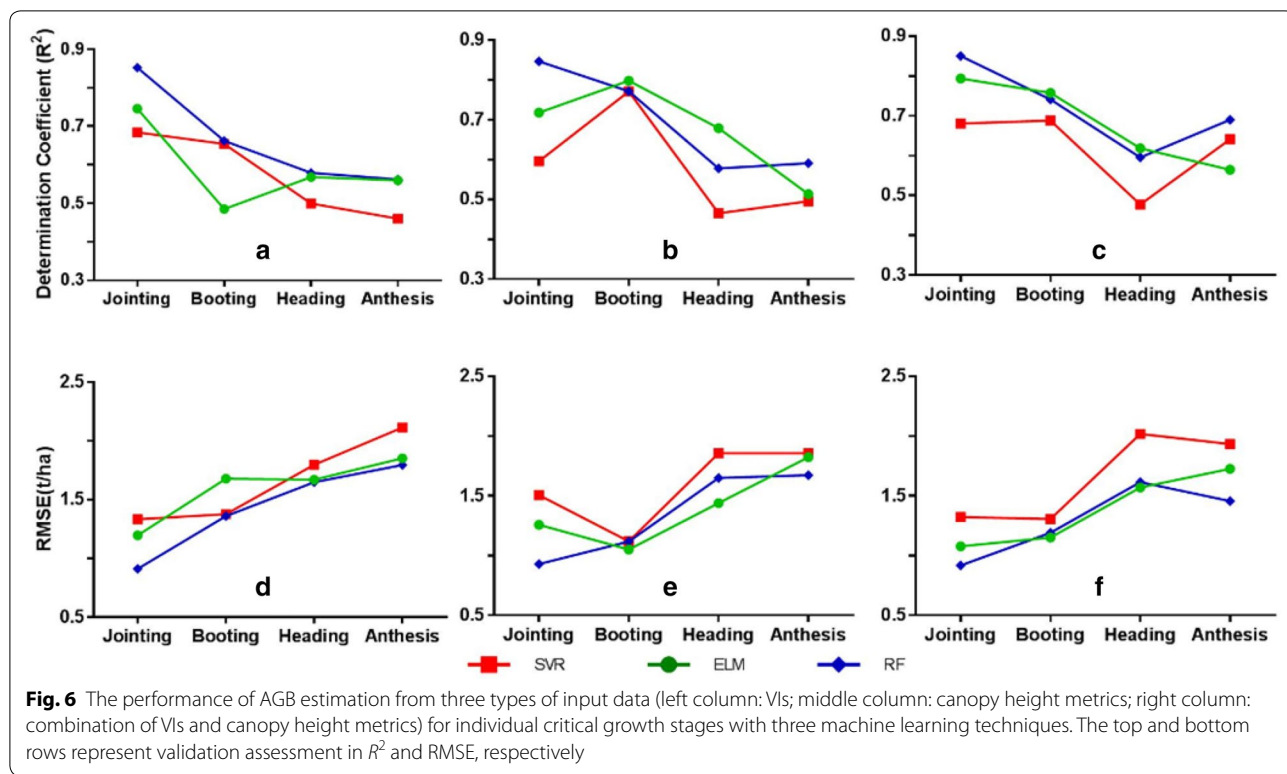 Determination Coefficient (R²)
0.9
0.7
0.5
0.3
a
Jointing Booting Heading Anthesis
0.9
0.7
0.5
0.3
b
Jointing Booting Heading Anthesis
0.9
0.7
0.5
0.3
c
Jointing Booting Heading Anthesis
RMSE(t/ha)
2.5
1.5
0.5
d
Jointing Booting Heading Anthesis
2.5
1.5
0.5
e
Jointing Booting Heading Anthesis
2.5
1.5
0.5
f
Jointing Booting Heading Anthesis
SVR ELM RF
Fig. 6 The performance of AGB estimation from three types of input data (left column: VIs; middle column: canopy height metrics; right column:
combination of VIs and canopy height metrics) for individual critical growth stages with three machine learning techniques. The top and bottom
rows represent validation assessment in R² and RMSE, respectively